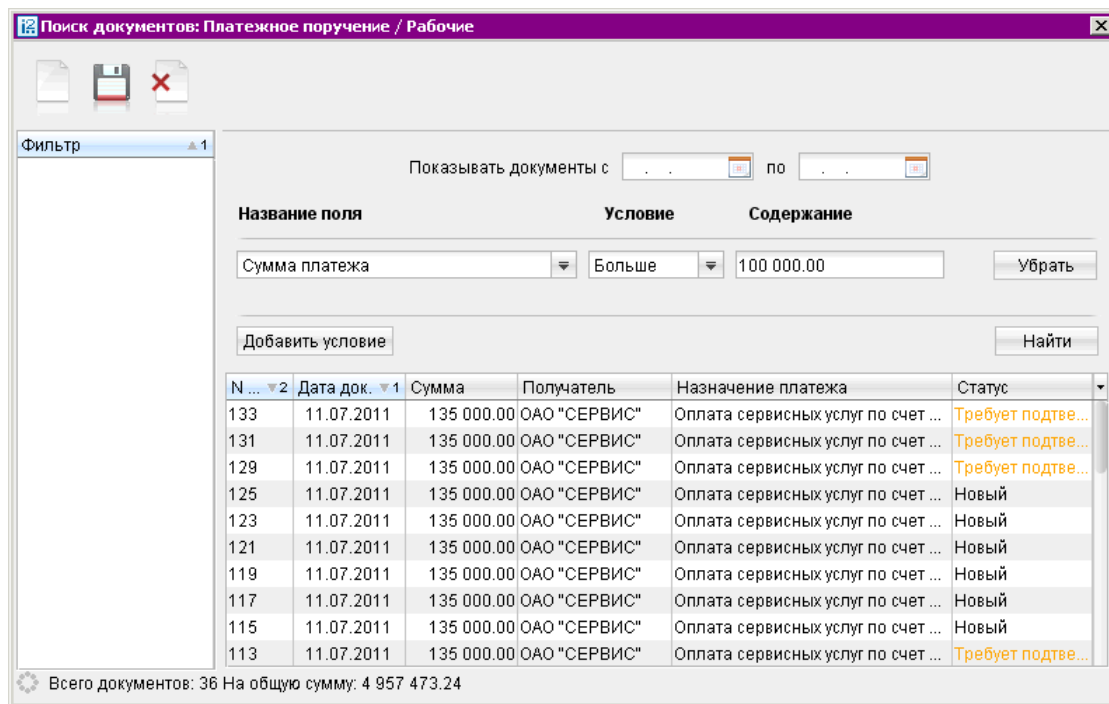 Поиск документов: Платежное поручение / Рабочие
Фильтр 1
Показывать документы с . . по . .
Название поля Условие Содержание
Сумма платежа Больше 100 000.00 Убрать
Добавить условие Найти
N ... 2 Дата док. 1 Сумма Получатель Назначение платежа Статус
133 11.07.2011 135 000.00 ОАО "СЕРВИС" Оплата сервисных услуг по счет ... Требует подтве...
131 11.07.2011 135 000.00 ОАО "СЕРВИС" Оплата сервисных услуг по счет ... Требует подтве...
129 11.07.2011 135 000.00 ОАО "СЕРВИС" Оплата сервисных услуг по счет ... Требует подтве...
125 11.07.2011 135 000.00 ОАО "СЕРВИС" Оплата сервисных услуг по счет ... Новый
123 11.07.2011 135 000.00 ОАО "СЕРВИС" Оплата сервисных услуг по счет ... Новый
121 11.07.2011 135 000.00 ОАО "СЕРВИС" Оплата сервисных услуг по счет ... Новый
119 11.07.2011 135 000.00 ОАО "СЕРВИС" Оплата сервисных услуг по счет ... Новый
117 11.07.2011 135 000.00 ОАО "СЕРВИС" Оплата сервисных услуг по счет ... Новый
115 11.07.2011 135 000.00 ОАО "СЕРВИС" Оплата сервисных услуг по счет ... Новый
113 11.07.2011 135 000.00 ОАО "СЕРВИС" Оплата сервисных услуг по счет ... Требует подтве...
Всего документов: 36 На общую сумму: 4 957 473.24